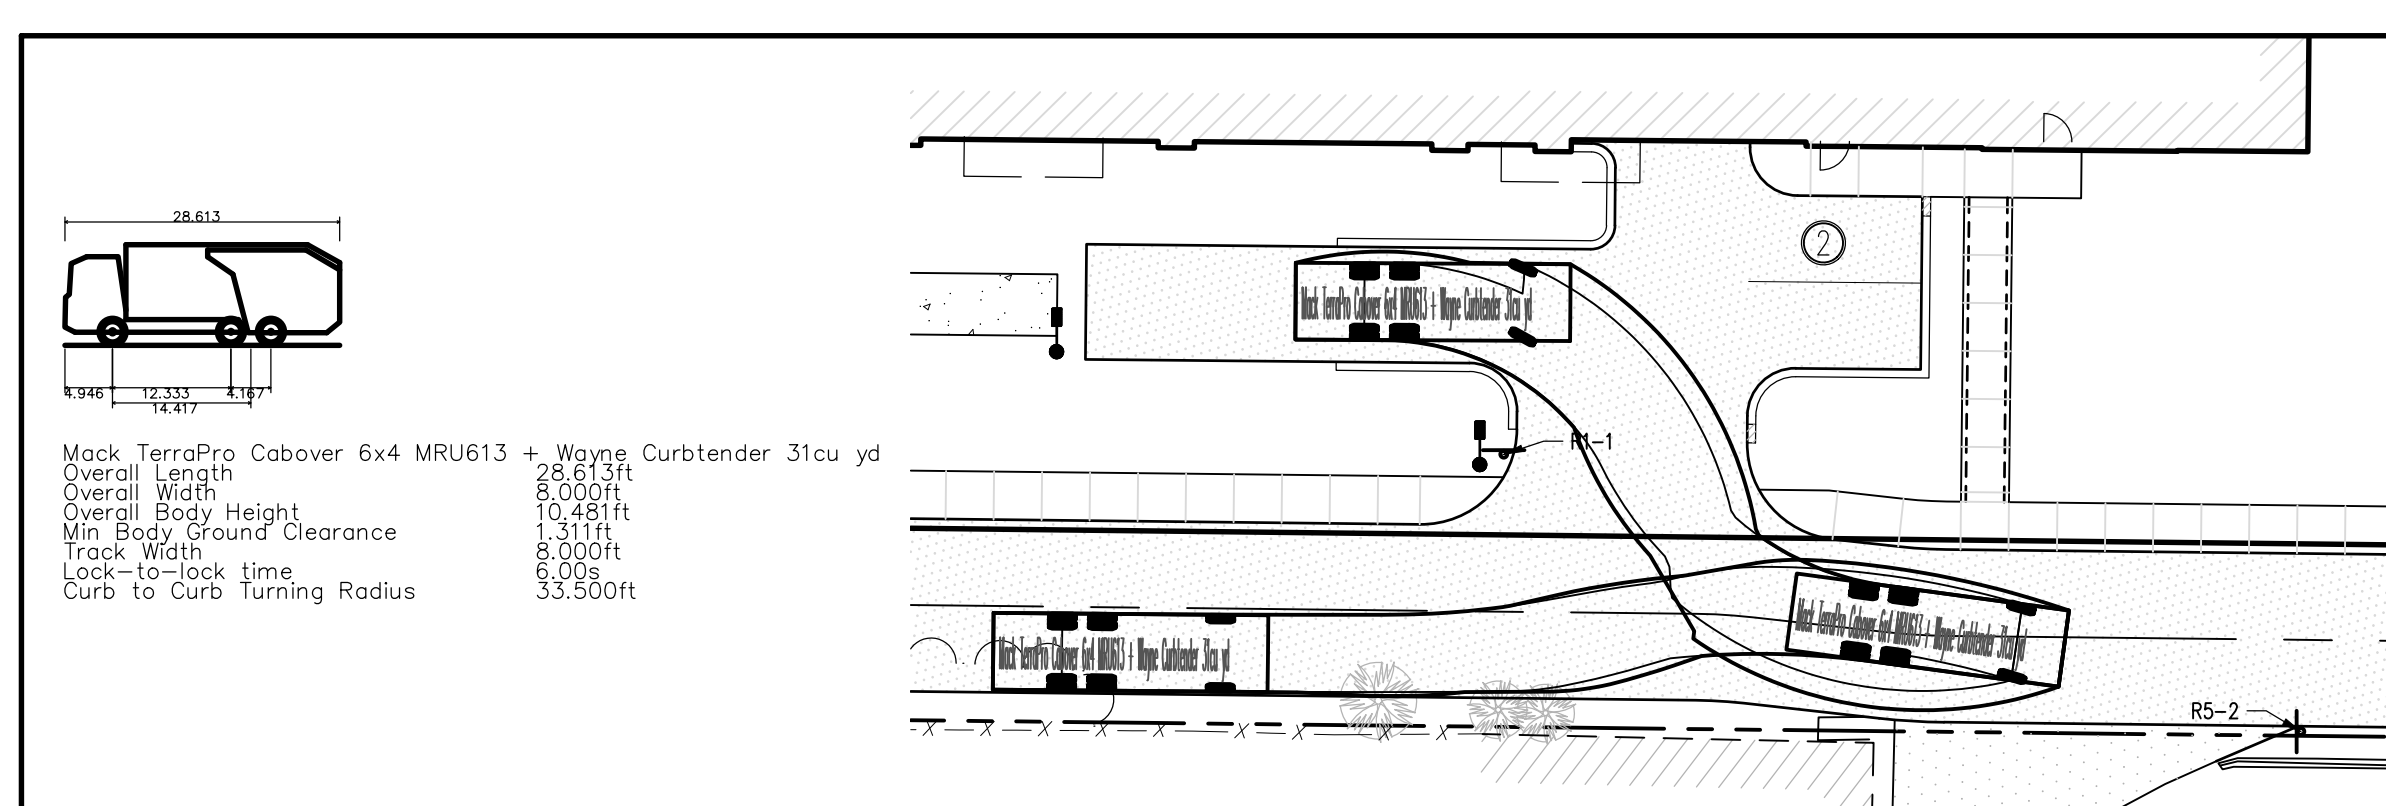 28.613
4.946
12.333
4.167
14.417
Mack TerraPro Cabover 6x4 MRU613 + Wayne Curbtender 31cu yd
Overall Length 28.613ft
Overall Width 8.000ft
Overall Body Height 10.481ft
Min Body Ground Clearance 1.311ft
Track Width 8.000ft
Lock-to-lock time 6.00s
Curb to Curb Turning Radius 33.500ft
2
Mack TerraPro Cabover 6x4 MRU613 + Wayne Curbtender 31cu yd
R1-1
Mack TerraPro Cabover 6x4 MRU613 + Wayne Curbtender 31cu yd
Mack TerraPro Cabover 6x4 MRU613 + Wayne Curbtender 31cu yd
R5-2